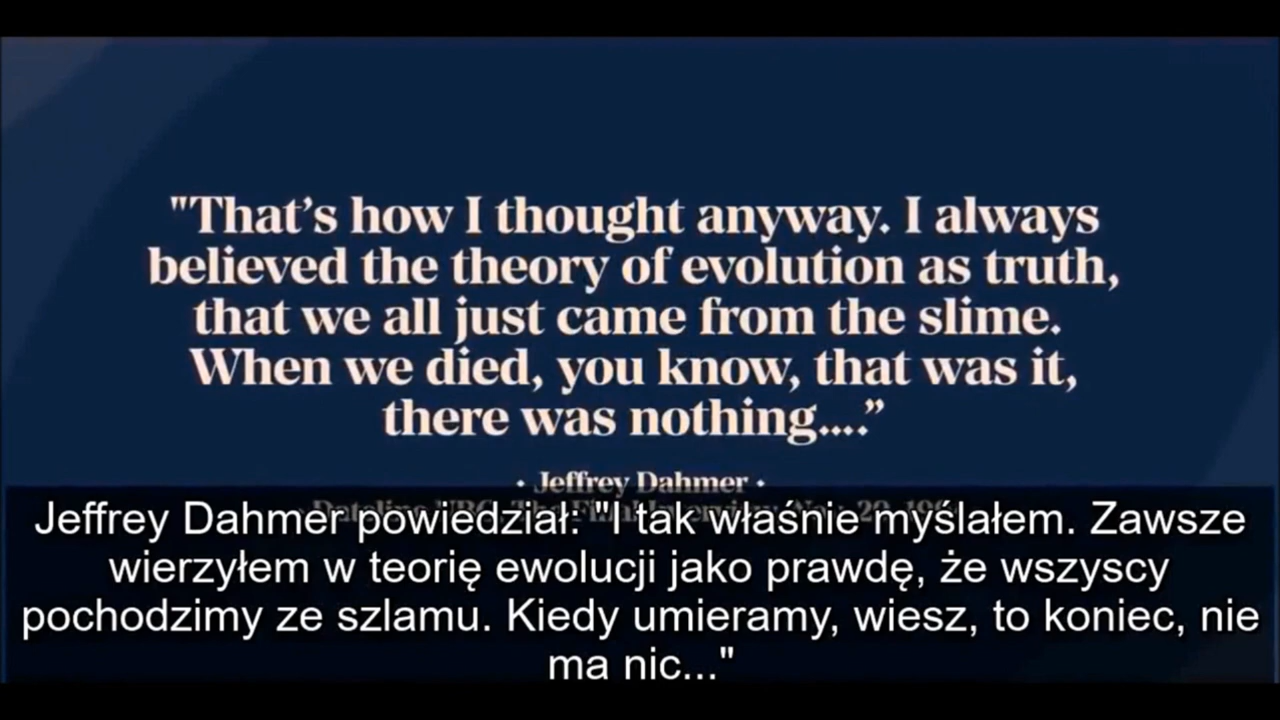 "That’s how I thought anyway. I always
believed the theory of evolution as truth,
that we all just came from the slime.
When we died, you know, that was it,
there was nothing....”
• Jeffrey Dahmer •
Jeffrey Dahmer powiedział: "I tak właśnie myślałem. Zawsze
wierzyłem w teorię ewolucji jako prawdę, że wszyscy
pochodzimy ze szlamu. Kiedy umieramy, wiesz, to koniec, nie
ma nic..."